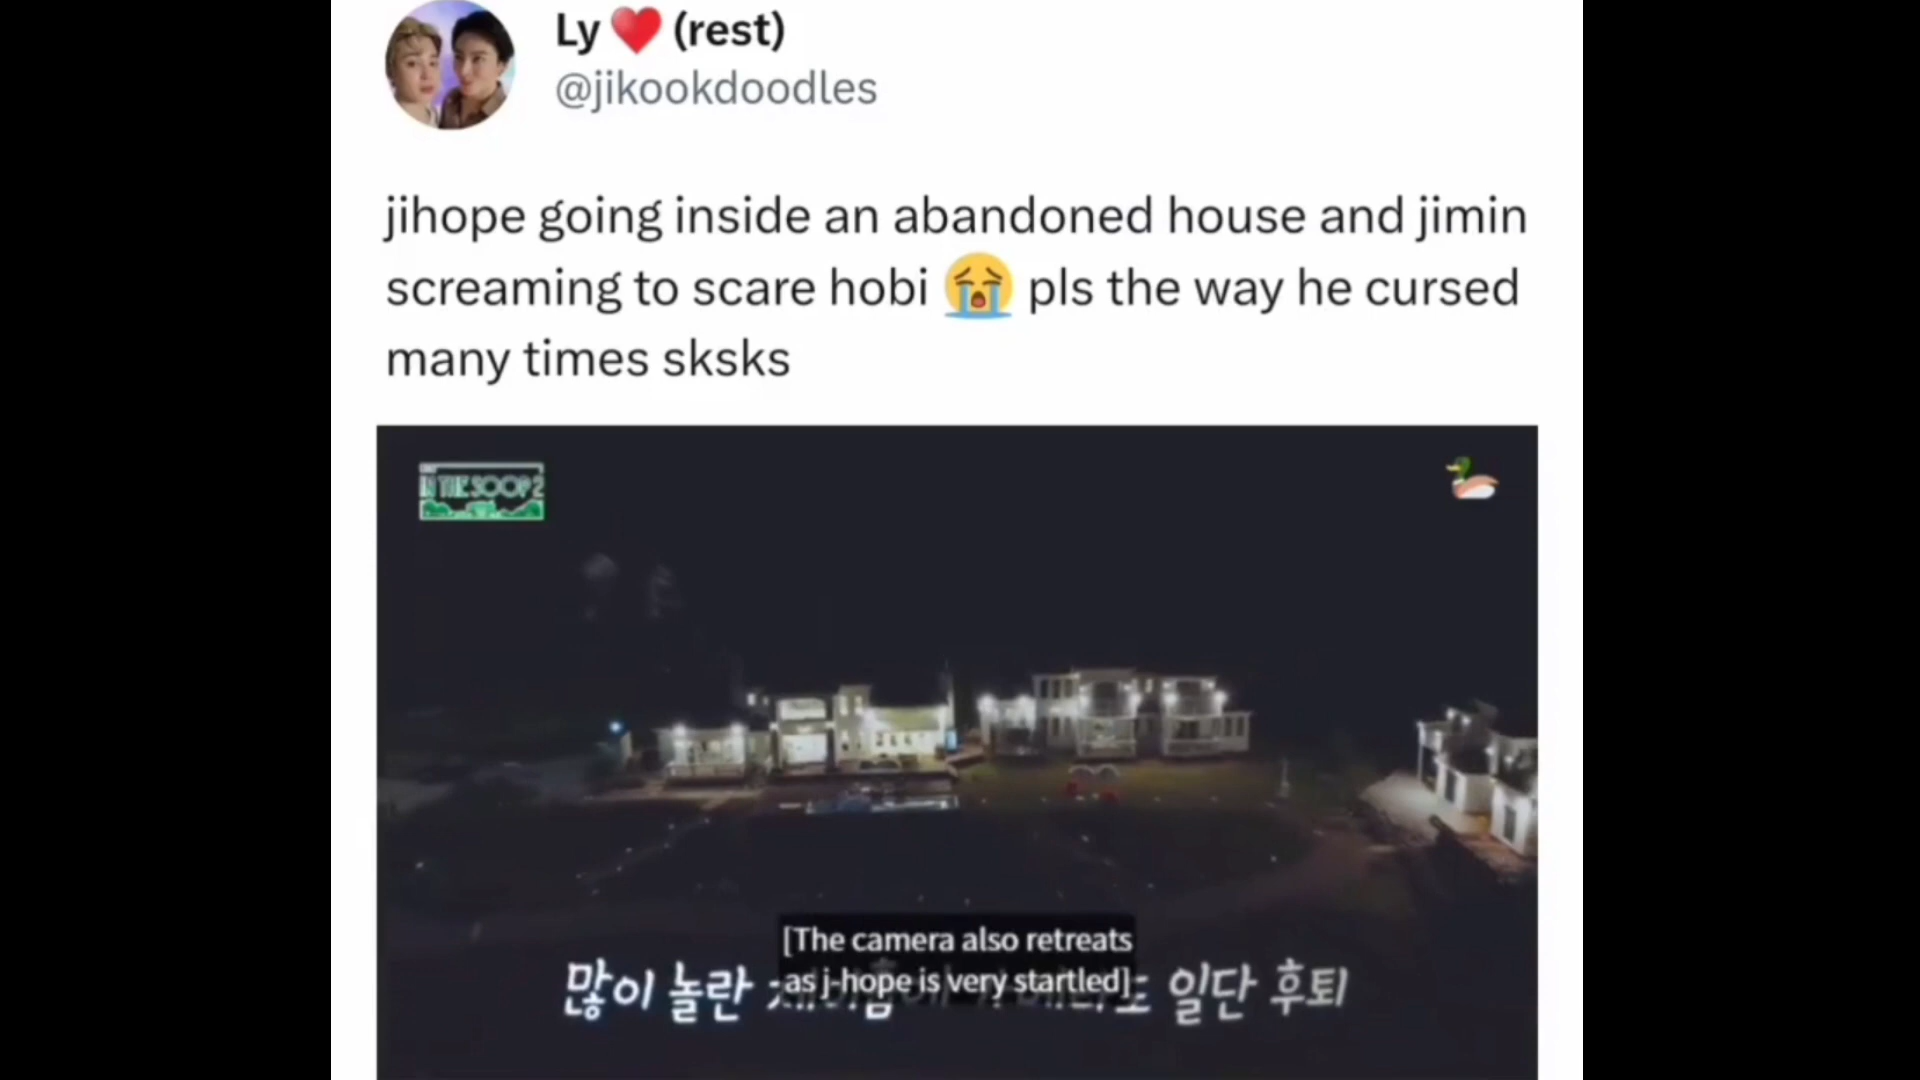 Ly ❤️ (rest)
@jikookdoodles
jihope going inside an abandoned house and jimin
screaming to scare hobi 😭 pls the way he cursed
many times sksks
IN THE SOOP 2
[The camera also retreats
as j-hope is very startled]
많이 놀란 일단 후퇴